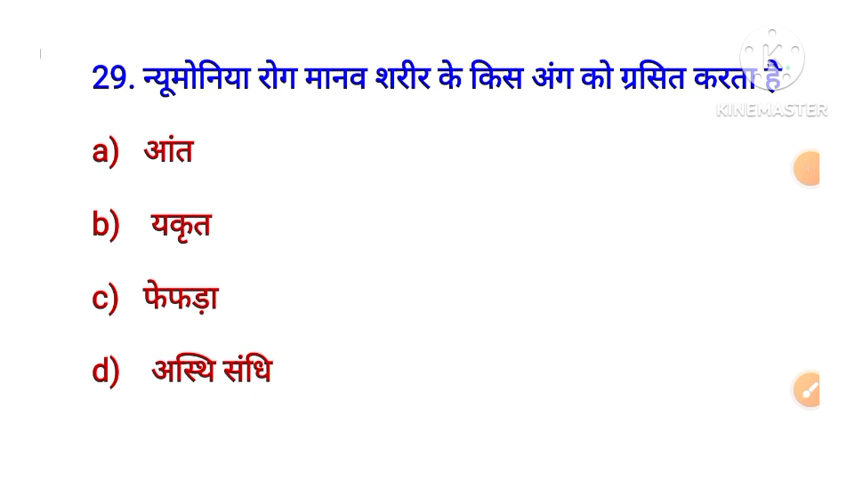 29. न्यूमोनिया रोग मानव शरीर के किस अंग को ग्रसित करता है
KINEMASTER
a) आंत
b) यकृत
c) फेफड़ा
d) अस्थि संधि